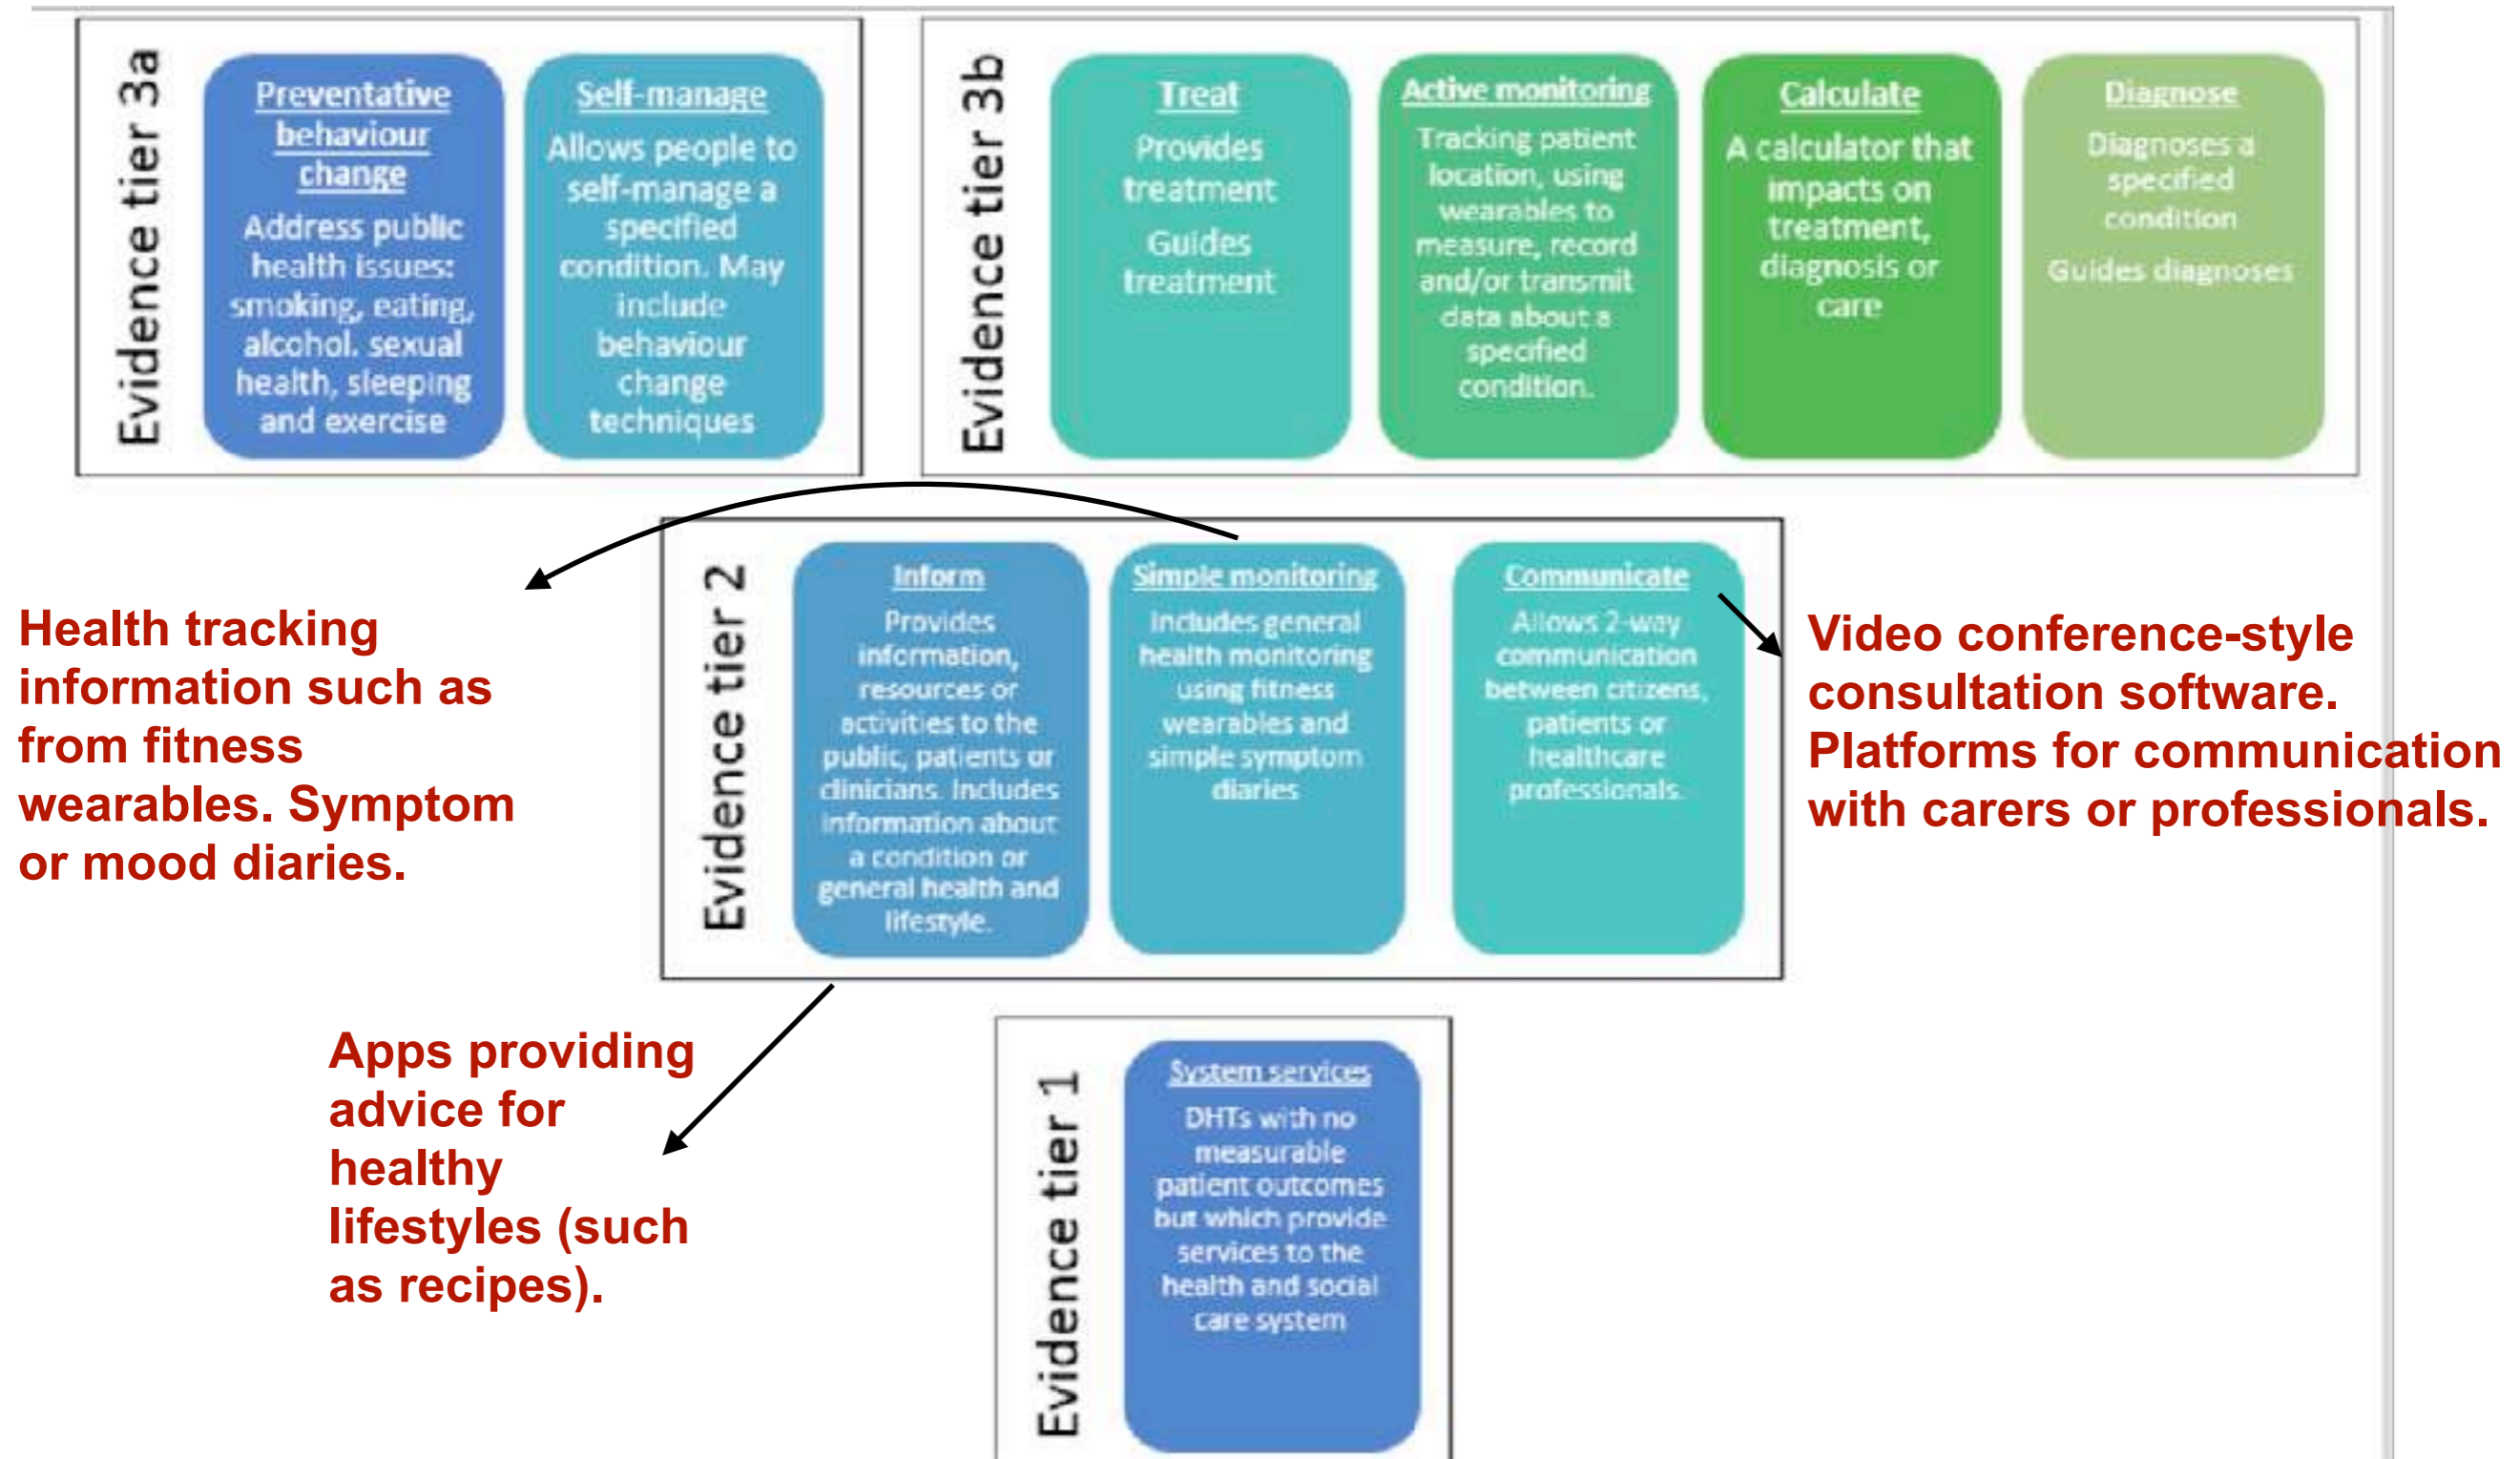 Evidence tier 3a
Preventative
behaviour
change
Address public
health issues:
smoking, eating,
alcohol. sexual
health, sleeping
and exercise
Self-manage
Allows people to
self-manage a
specified
condition. May
include
behaviour
change
techniques
Evidence tier 3b
Treat
Provides
treatment
Guides
treatment
Active monitoring
Tracking patient
location, using
wearables to
measure, record
and/or transmit
data about a
specified
condition.
Calculate
A calculator that
impacts on
treatment,
diagnosis or
care
Diagnose
Diagnoses a
specified
condition
Guides diagnoses
Health tracking
information such as
from fitness
wearables. Symptom
or mood diaries.
Evidence tier 2
Inform
Provides
information,
resources or
activities to the
public, patients or
clinicians. Includes
information about
a condition or
general health and
lifestyle.
Simple monitoring
Includes general
health monitoring
using fitness
wearables and
simple symptom
diaries
Communicate
Allows 2-way
communication
between citizens,
patients or
healthcare
professionals.
Video conference-style
consultation software.
Platforms for communication
with carers or professionals.
Apps providing
advice for
healthy
lifestyles (such
as recipes).
Evidence tier 1
System services
DHTs with no
measurable
patient outcomes
but which provide
services to the
health and social
care system